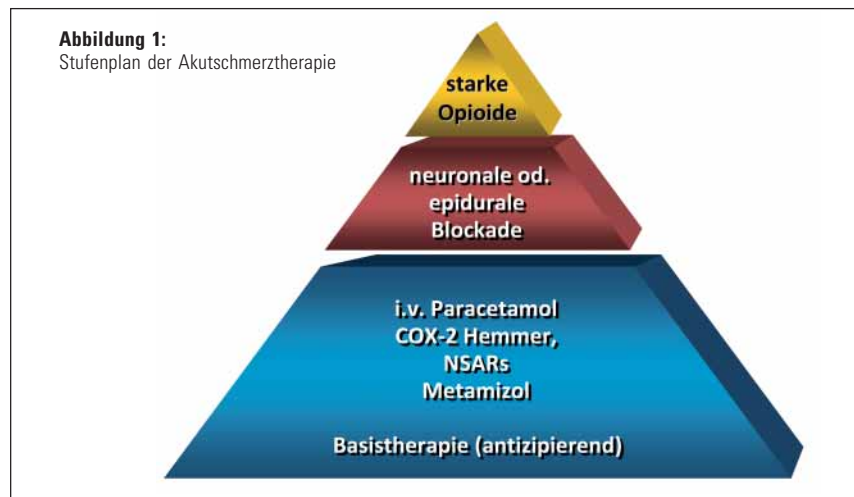 Abbildung 1:
Stufenplan der Akutschmerztherapie
starke
Opioide
neuronale od.
epidurale
Blockade
i.v. Paracetamol
COX-2 Hemmer,
NSARs
Metamizol
Basistherapie (antizipierend)